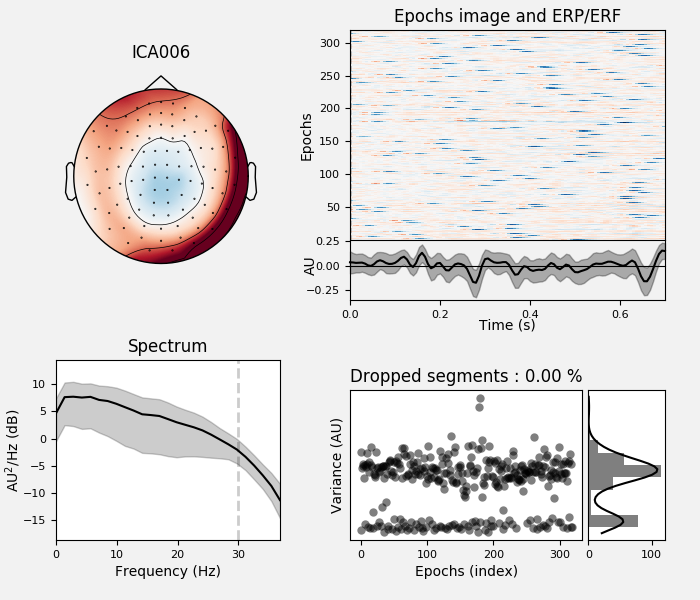 Epochs image and ERP/ERF
ICA006
300
250
200
150
100
50
Epochs
0.25
0.00
−0.25
AU
0.0 0.2 0.4 0.6
Time (s)
Spectrum
10
5
0
−5
−10
−15
AU²/Hz (dB)
0 10 20 30
Frequency (Hz)
Dropped segments : 0.00 %
Variance (AU)
0 100 200 300
Epochs (index)
0 100